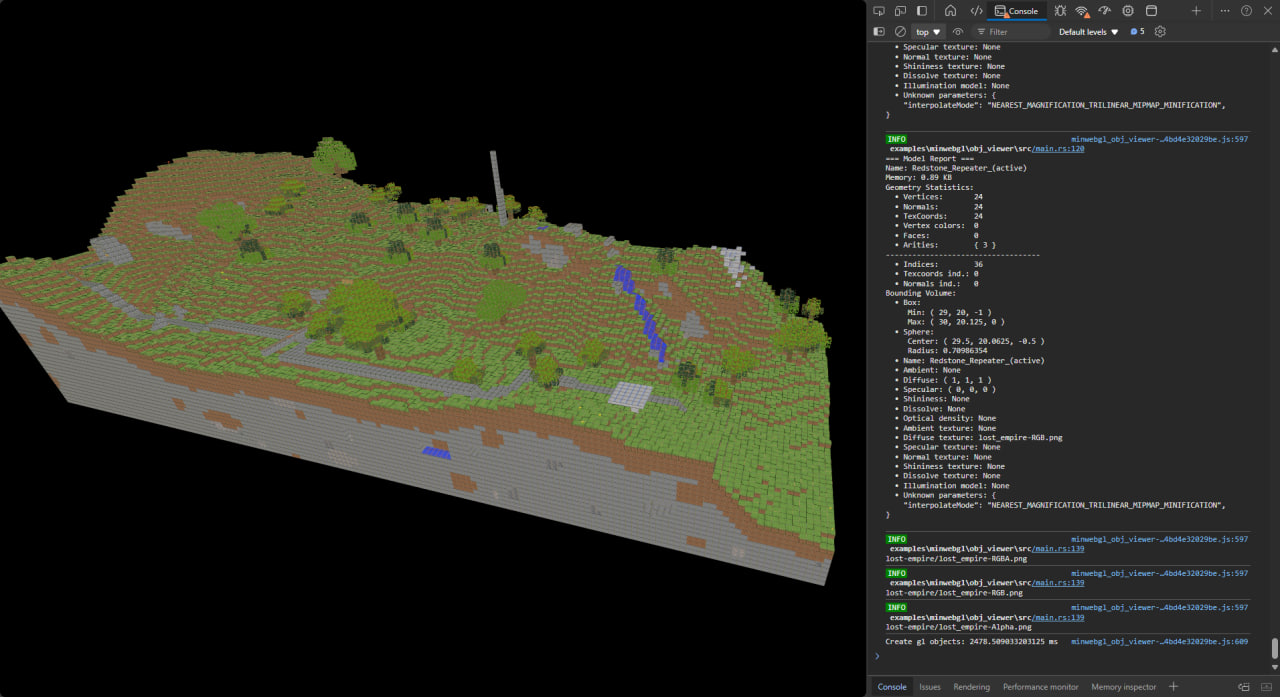 Console
top
Filter
Default levels
5
• Specular texture: None
• Normal texture: None
• Shininess texture: None
• Dissolve texture: None
• Illumination model: None
• Unknown parameters: {
"interpolateMode": "NEAREST_MAGNIFICATION_TRILINEAR_MIPMAP_MINIFICATION",
}
INFO minwebgl_obj_viewer-…4bd4e32029be.js:597
examples\minwebgl\obj_viewer\src/main.rs:120
=== Model Report ===
Name: Redstone_Repeater_(active)
Memory: 0.89 KB
Geometry Statistics:
• Vertices: 24
• Normals: 24
• TexCoords: 24
• Vertex colors: 0
• Faces: 0
• Arities: { 3 }
-----------------------------------
• Indices: 36
• Texcoords ind.: 0
• Normals ind.: 0
Bounding Volume:
• Box:
Min: ( 29, 20, -1 )
Max: ( 30, 20.125, 0 )
• Sphere:
Center: ( 29.5, 20.0625, -0.5 )
Radius: 0.70986354
• Name: Redstone_Repeater_(active)
• Ambient: None
• Diffuse: ( 1, 1, 1 )
• Specular: ( 0, 0, 0 )
• Shininess: None
• Dissolve: None
• Optical density: None
• Ambient texture: None
• Diffuse texture: lost_empire-RGB.png
• Specular texture: None
• Normal texture: None
• Shininess texture: None
• Dissolve texture: None
• Illumination model: None
• Unknown parameters: {
"interpolateMode": "NEAREST_MAGNIFICATION_TRILINEAR_MIPMAP_MINIFICATION",
}
INFO minwebgl_obj_viewer-…4bd4e32029be.js:597
examples\minwebgl\obj_viewer\src/main.rs:139
lost-empire/lost_empire-RGBA.png
INFO minwebgl_obj_viewer-…4bd4e32029be.js:597
examples\minwebgl\obj_viewer\src/main.rs:139
lost-empire/lost_empire-RGB.png
INFO minwebgl_obj_viewer-…4bd4e32029be.js:597
examples\minwebgl\obj_viewer\src/main.rs:139
lost-empire/lost_empire-Alpha.png
Create gl objects: 2478.509033203125 ms minwebgl_obj_viewer-…4bd4e32029be.js:609
Console Issues Rendering Performance monitor Memory inspector